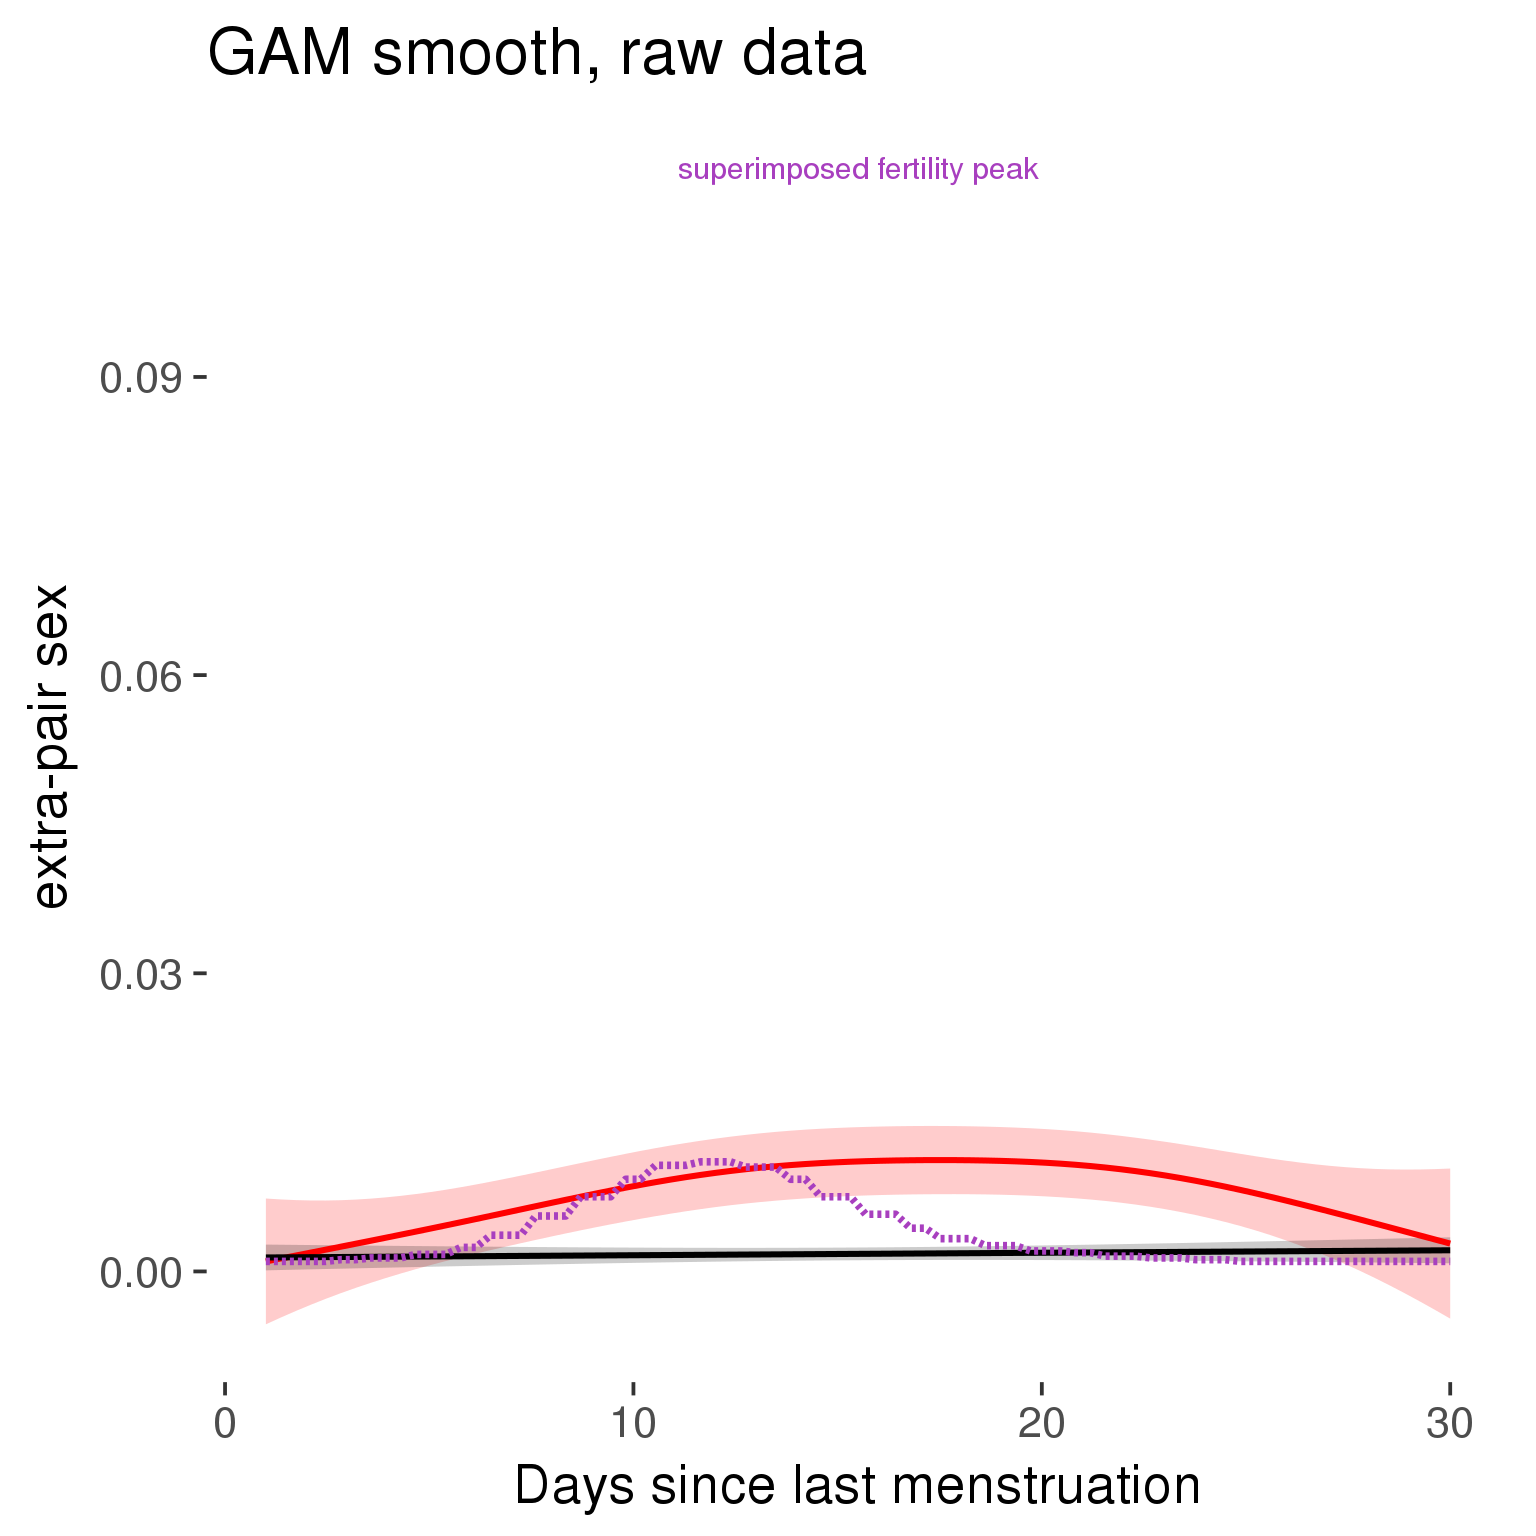 GAM smooth, raw data
superimposed fertility peak
0.09
0.06
0.03
0.00
extra-pair sex
0 10 20 30
Days since last menstruation